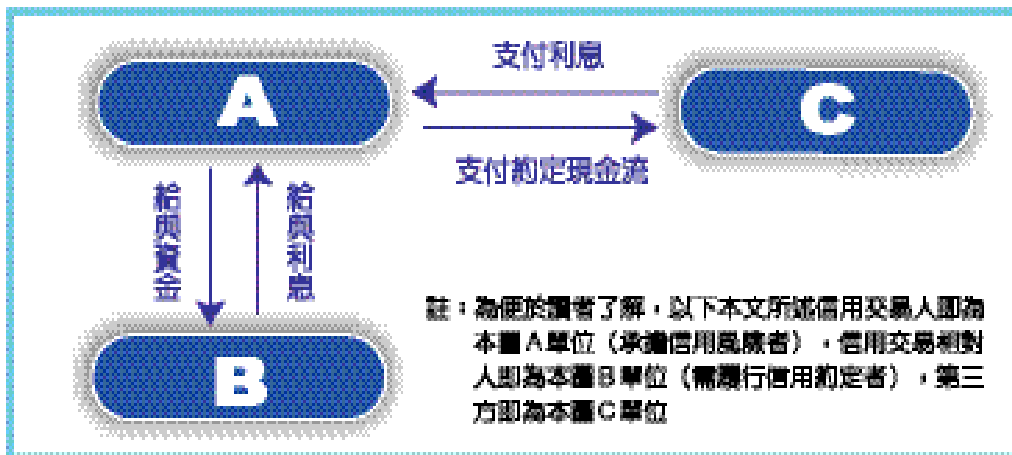 A
支付利息
C
支付約定現金流
給與資金
給與利息
B
註：為便於讀者了解，以下本文所述信用交易人即為
本圖A單位（承擔信用風險者），信用交易相對
人即為本圖B單位（需履行信用約定者），第三
方即為本圖C單位